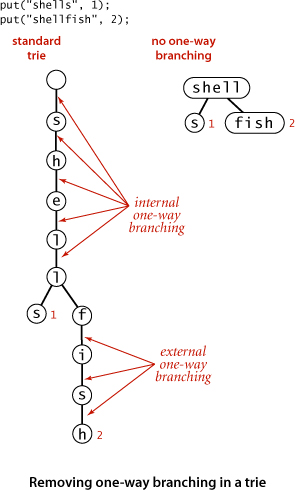 put("shells", 1);
put("shellfish", 2);
standard
trie
no one-way
branching
shell
s 1
fish 2
s
h
e
l
l
s 1
f
i
s
h 2
internal
one-way
branching
external
one-way
branching
Removing one-way branching in a trie